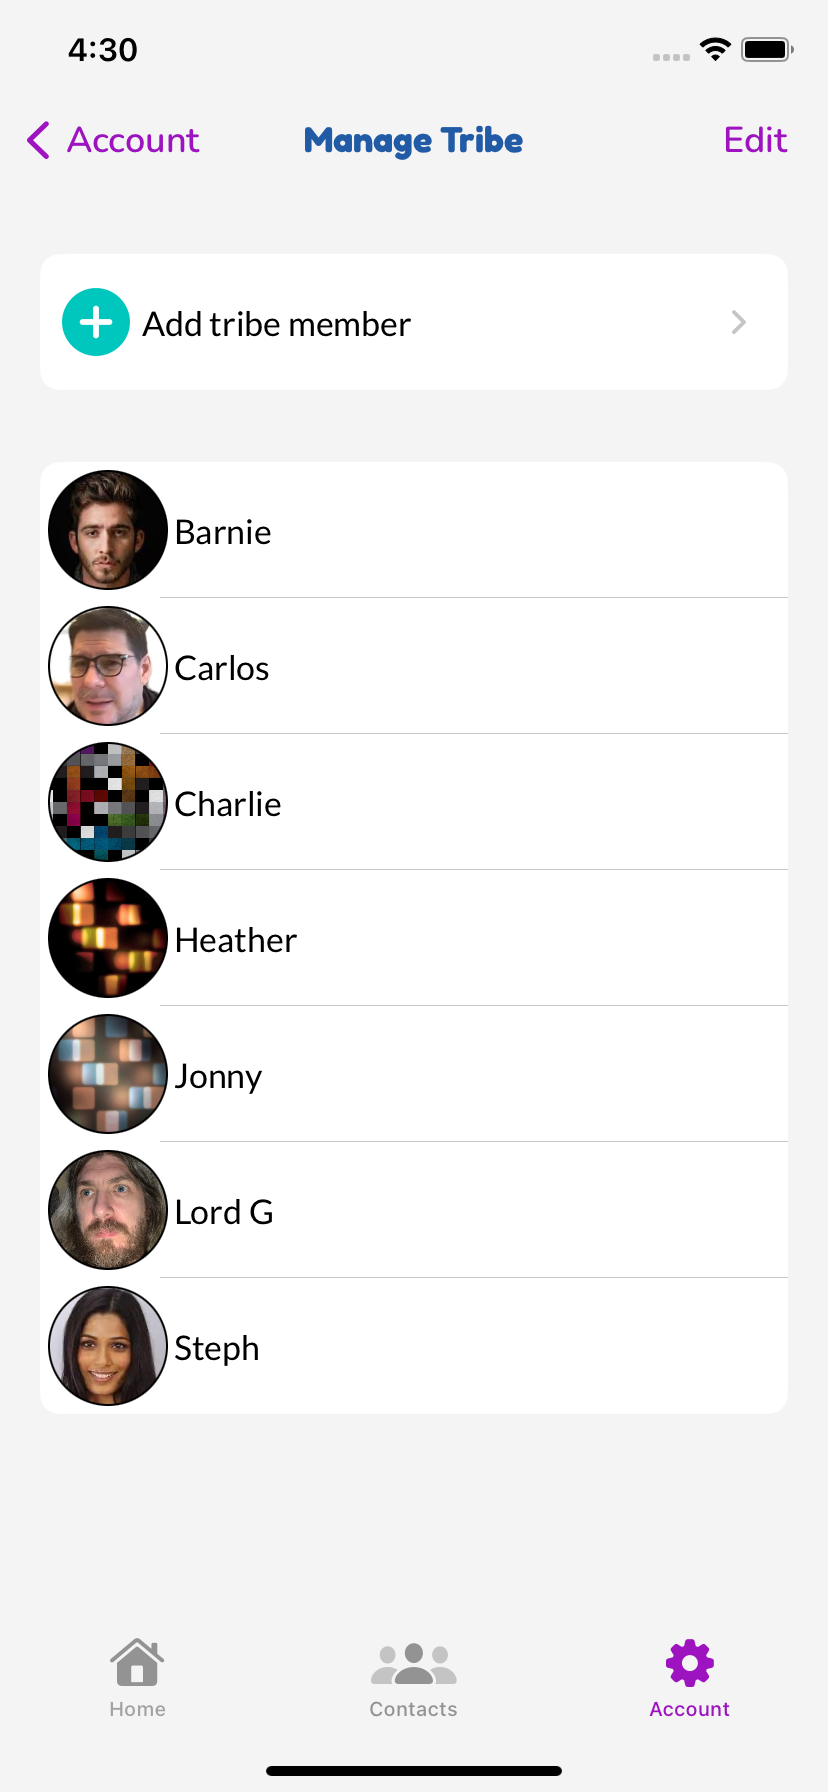 4:30
Account
Manage Tribe
Edit
Add tribe member
Barnie
Carlos
Charlie
Heather
Jonny
Lord G
Steph
Home
Contacts
Account